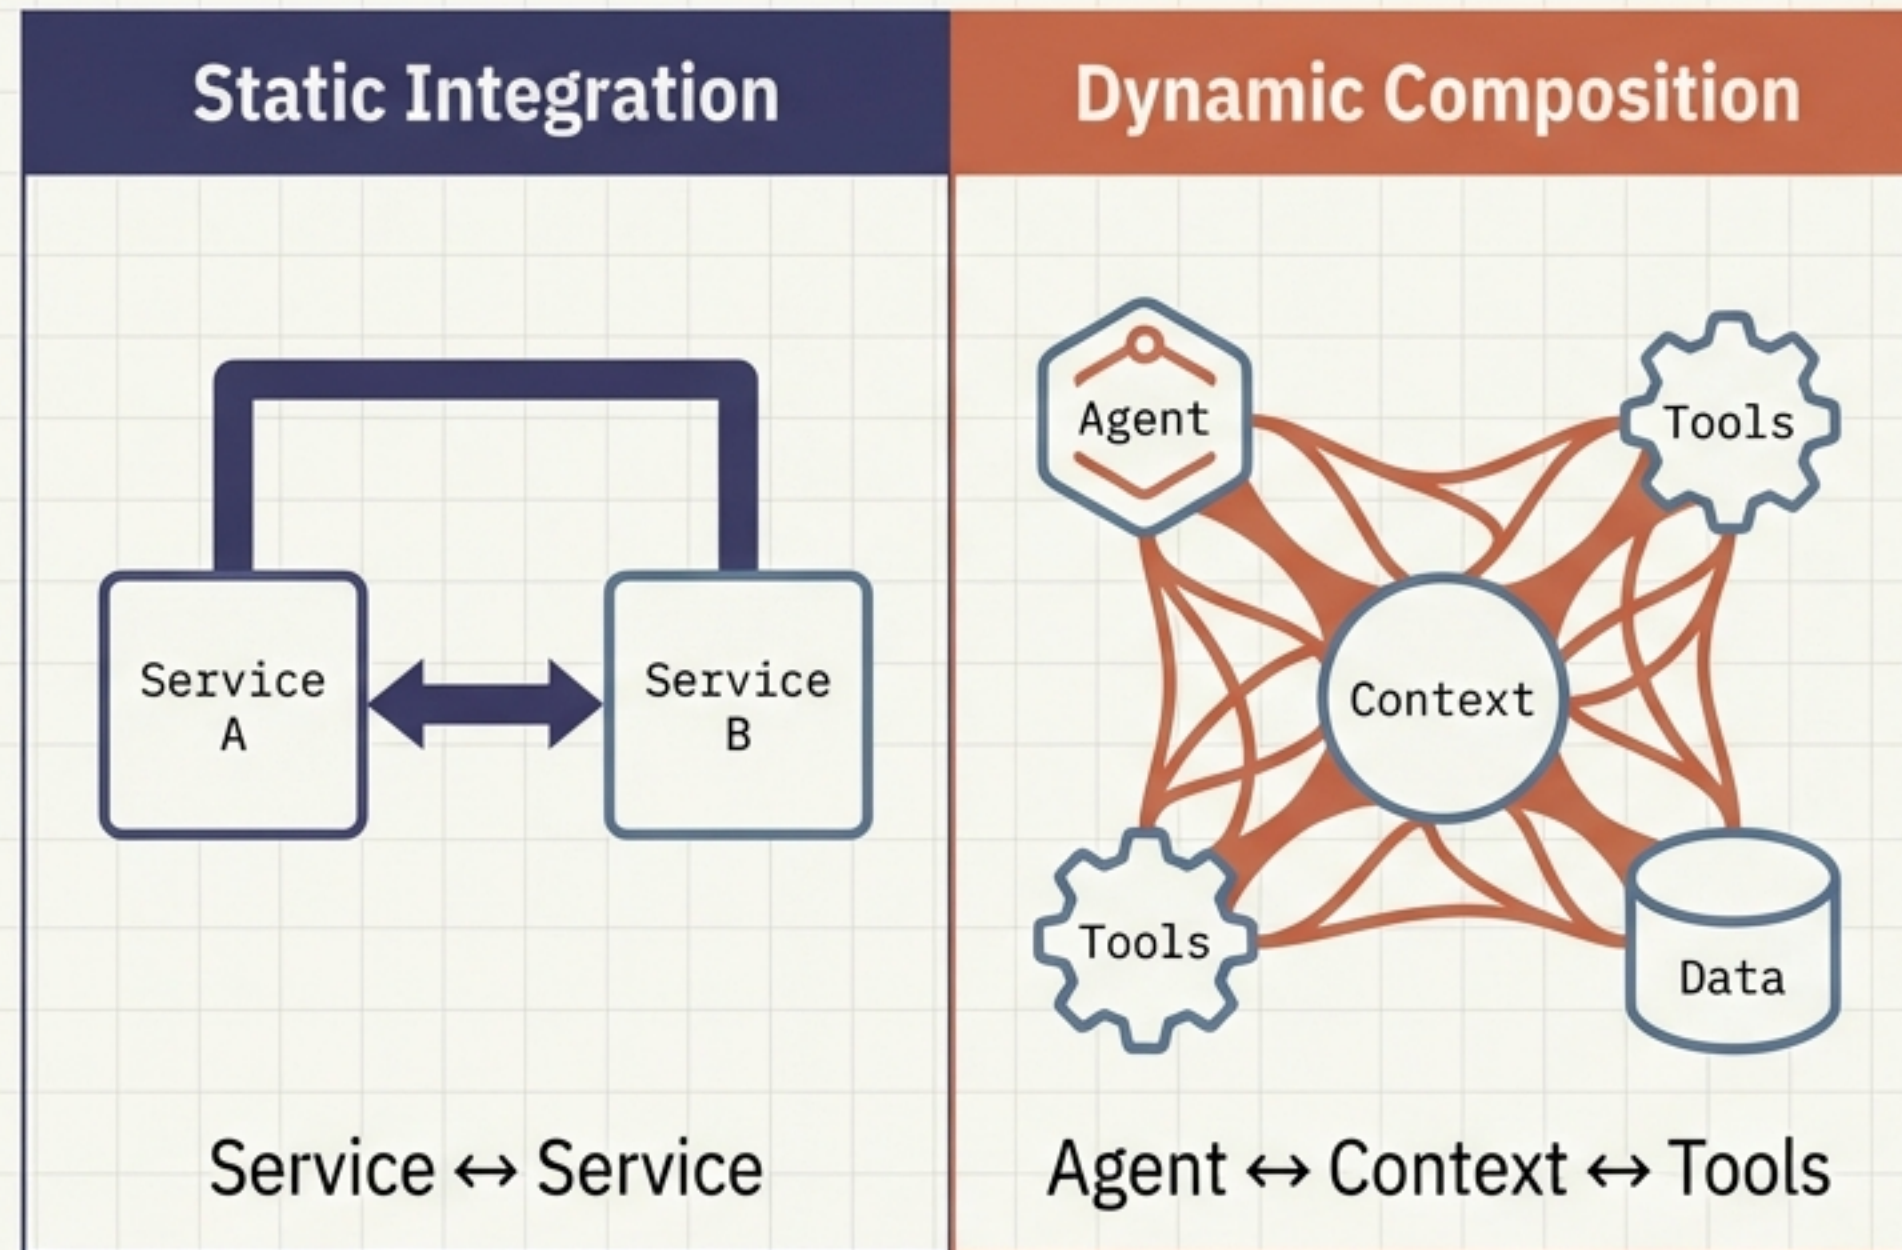 Static Integration
Service
A
Service
B
Service ↔ Service
Dynamic Composition
Agent
Tools
Context
Tools
Data
Agent ↔ Context ↔ Tools